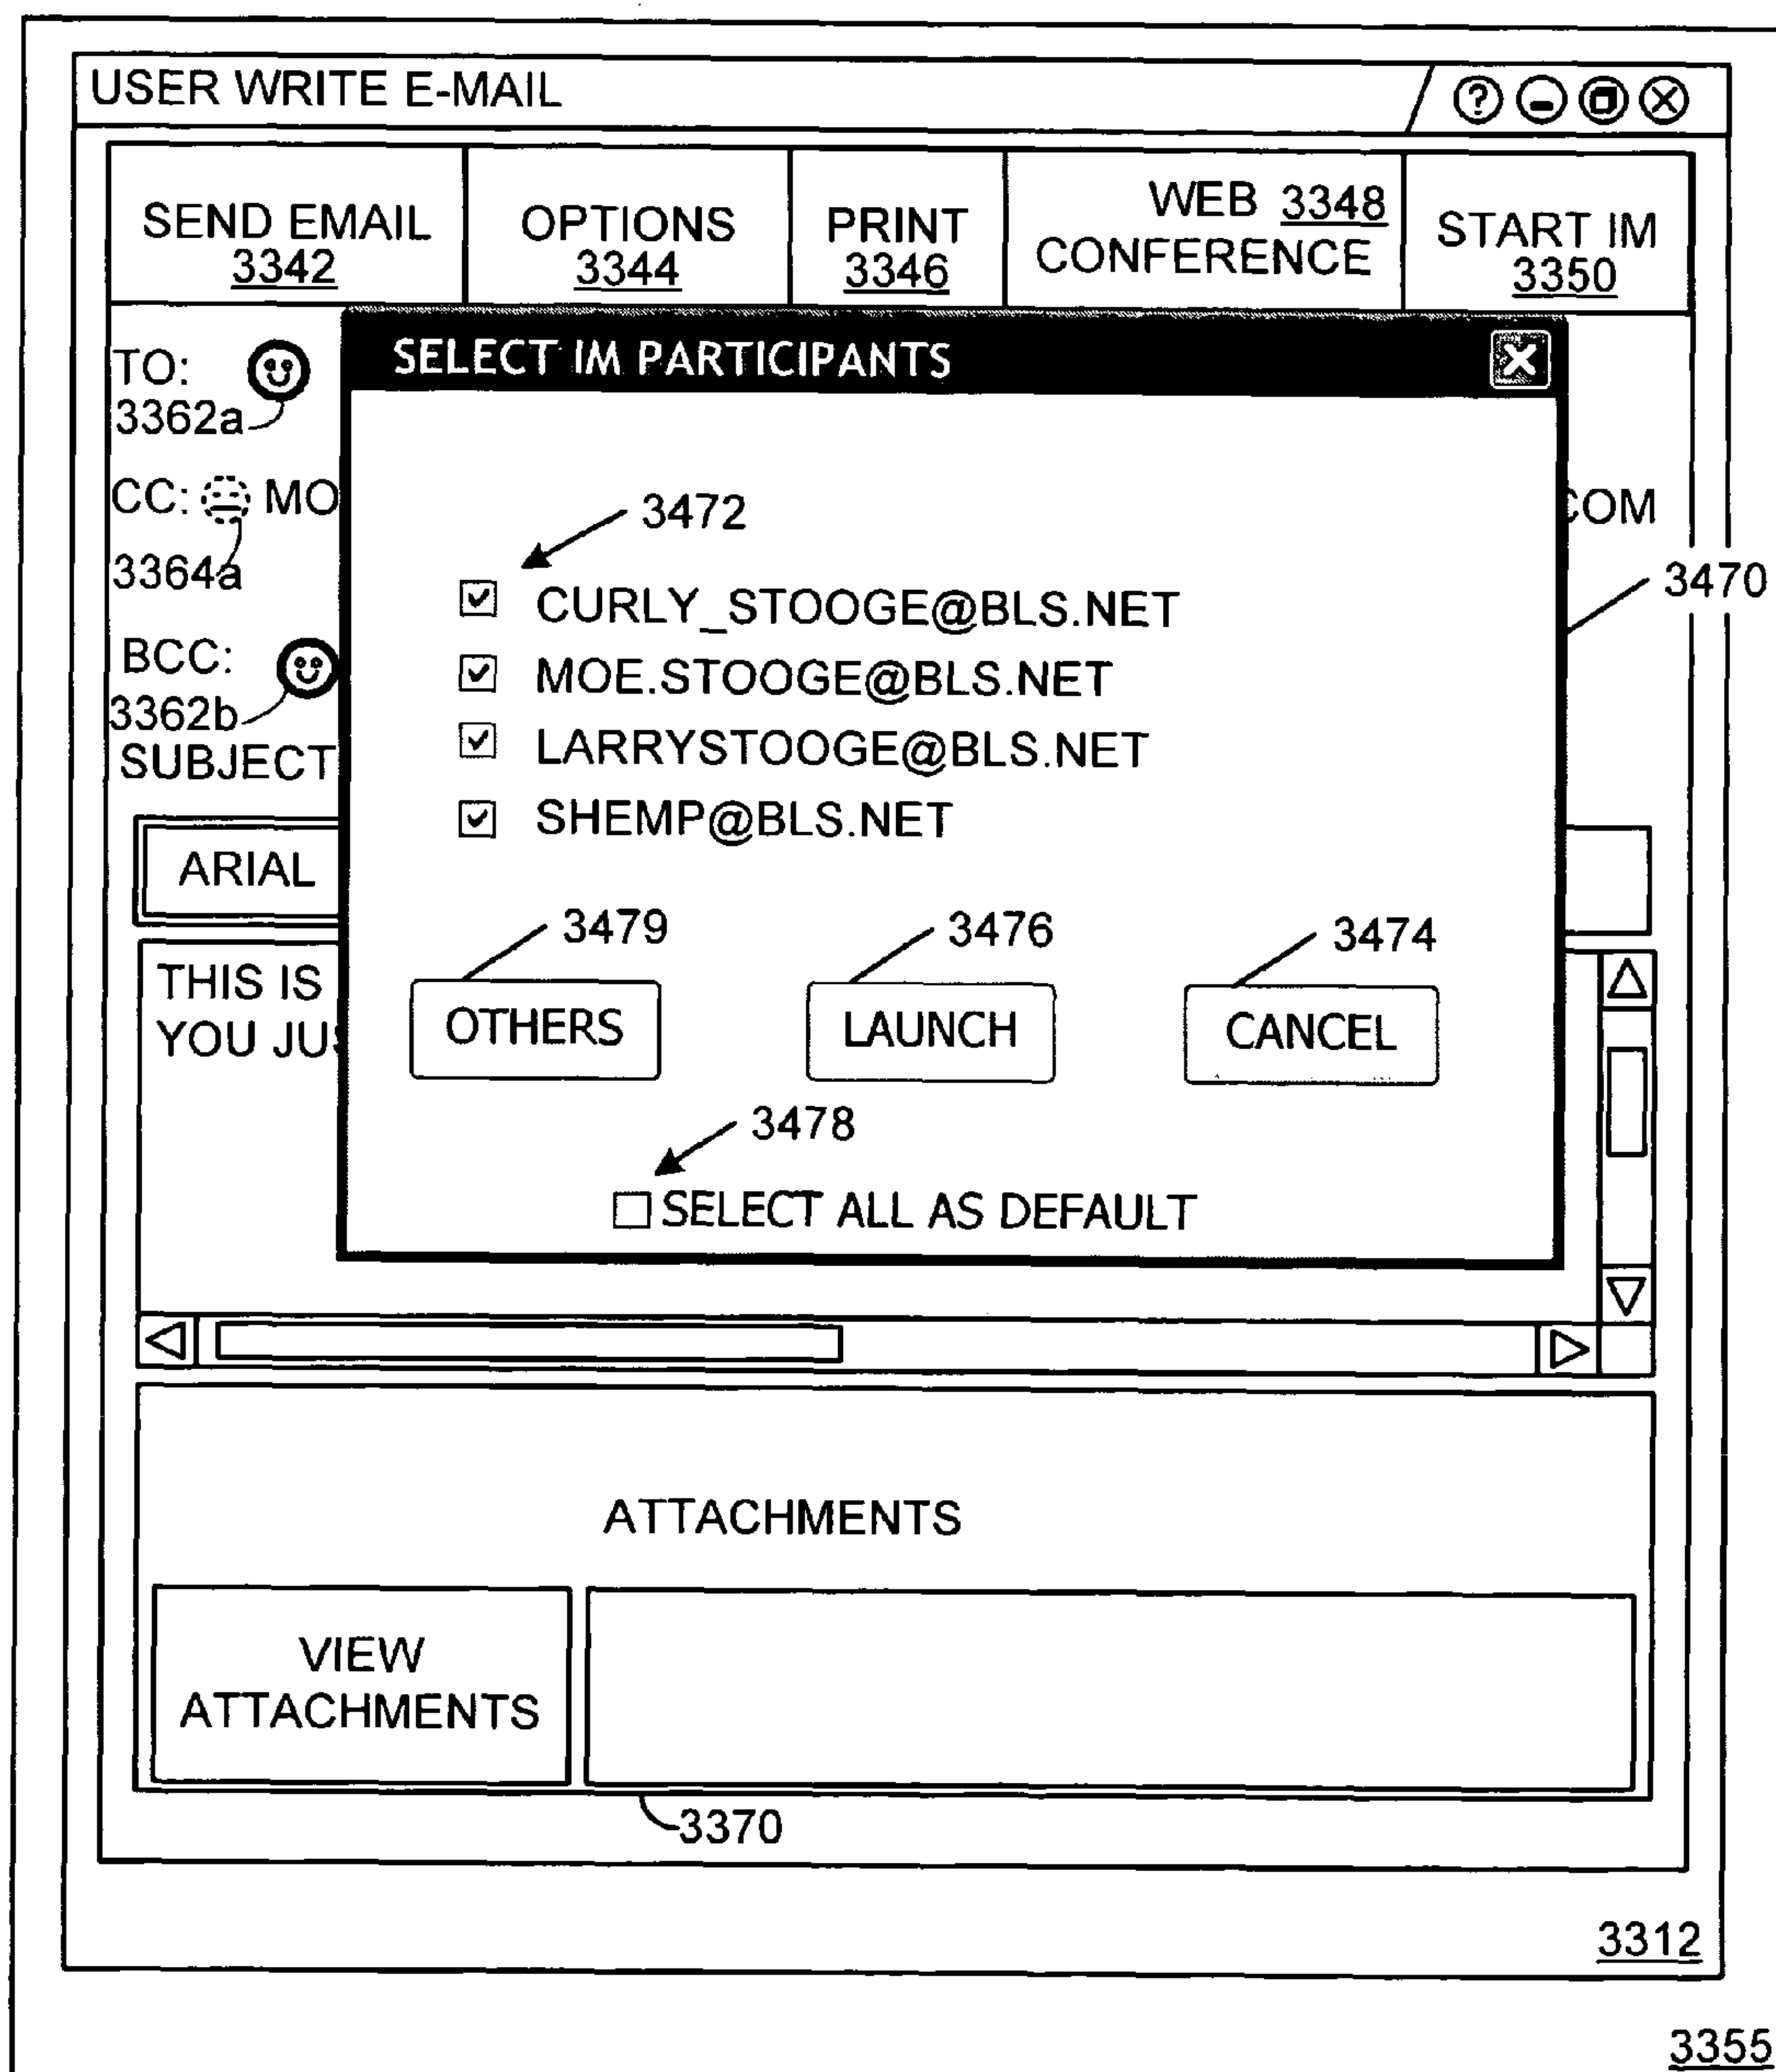 USER WRITE E-MAIL
SEND EMAIL
3342
OPTIONS
3344
PRINT
3346
WEB 3348
CONFERENCE
START IM
3350
TO:
3362a
SELECT IM PARTICIPANTS
CC: MO
COM
3364a
3472
3470
CURLY_STOOGE@BLS.NET
MOE.STOOGE@BLS.NET
LARRYSTOOGE@BLS.NET
SHEMP@BLS.NET
BCC:
3362b
SUBJECT
ARIAL
3479
3476
3474
THIS IS
YOU JUS
OTHERS
LAUNCH
CANCEL
3478
SELECT ALL AS DEFAULT
ATTACHMENTS
VIEW
ATTACHMENTS
3370
3312
3355